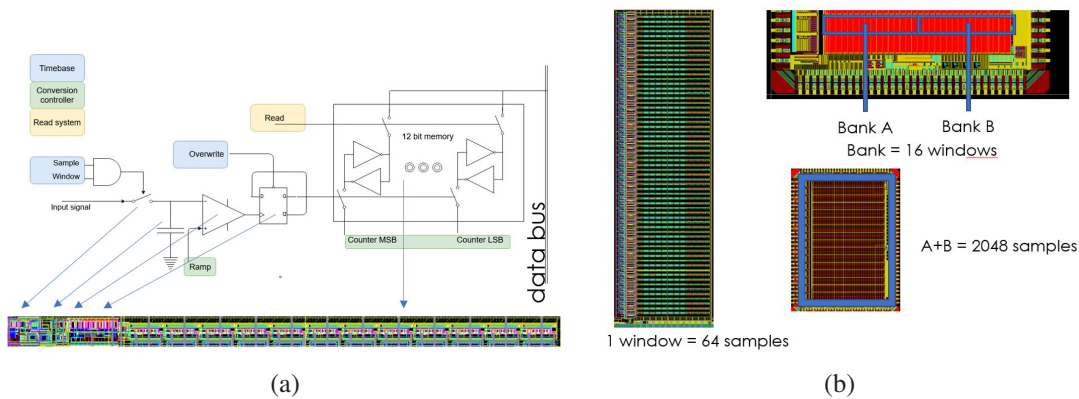 Timebase
Conversion
controller
Read system
Read
12 bit memory
Overwrite
Sample
Window
Input signal
Ramp
Counter MSB
Counter LSB
data bus
(a)
1 window = 64 samples
Bank A
Bank B
Bank = 16 windows
A+B = 2048 samples
(b)